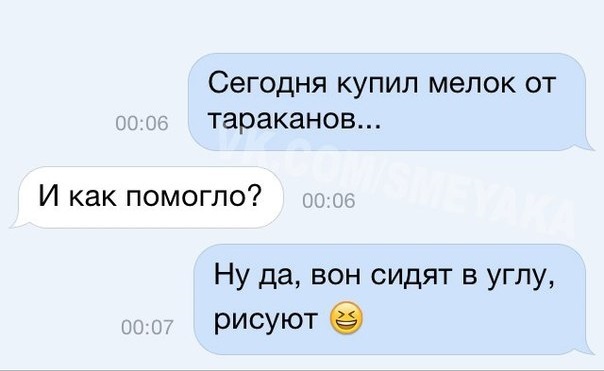 Сегодня купил мелок от
00:06 тараканов...
И как помогло? 00:06
Ну да, вон сидят в углу,
00:07 рисуют 😆
VK.COM/SMEYAKA